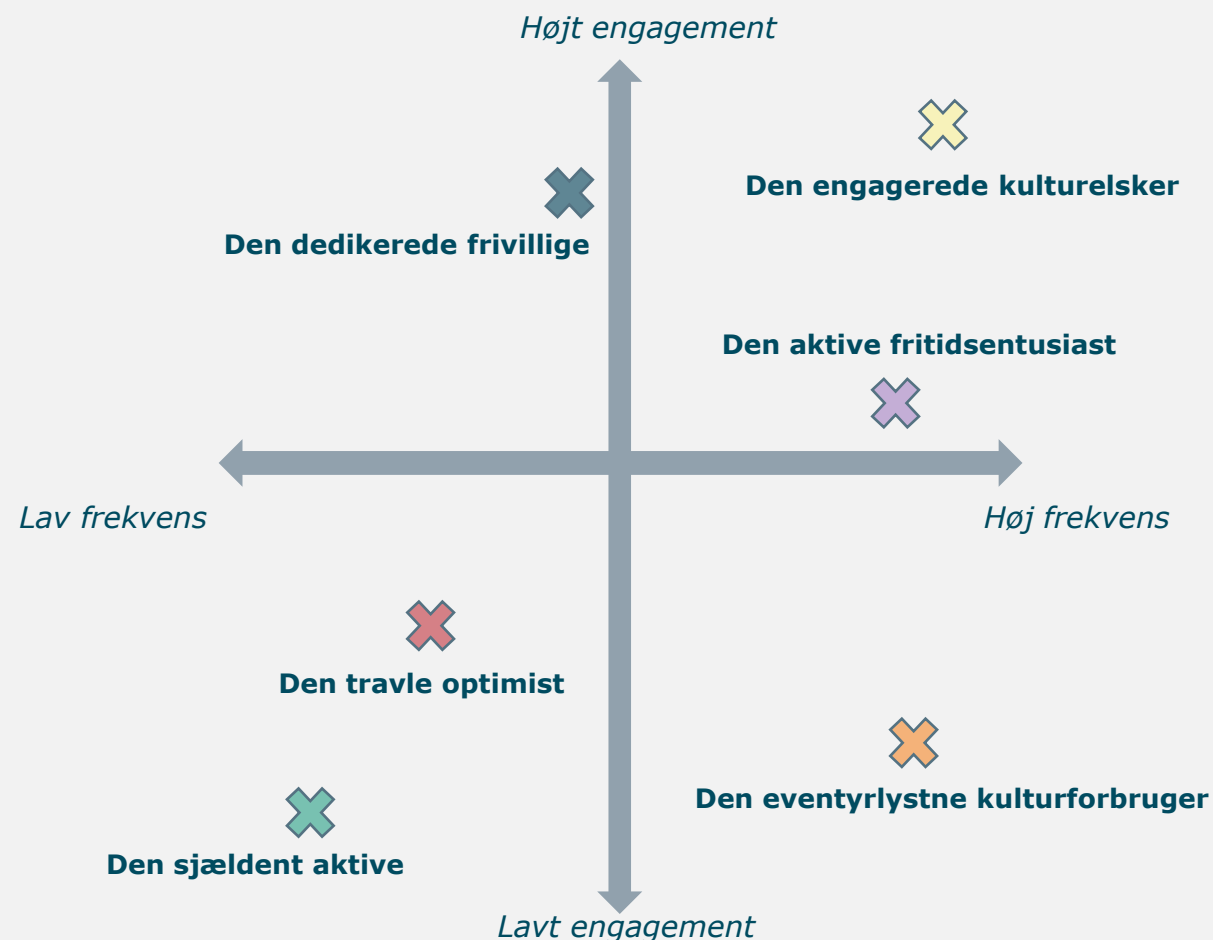 Højt engagement
Den engagerede kulturelsker
Den dedikerede frivillige
Den aktive fritidsentusiast
Lav frekvens
Høj frekvens
Den travle optimist
Den eventyrlystne kulturforbruger
Den sjældent aktive
Lavt engagement